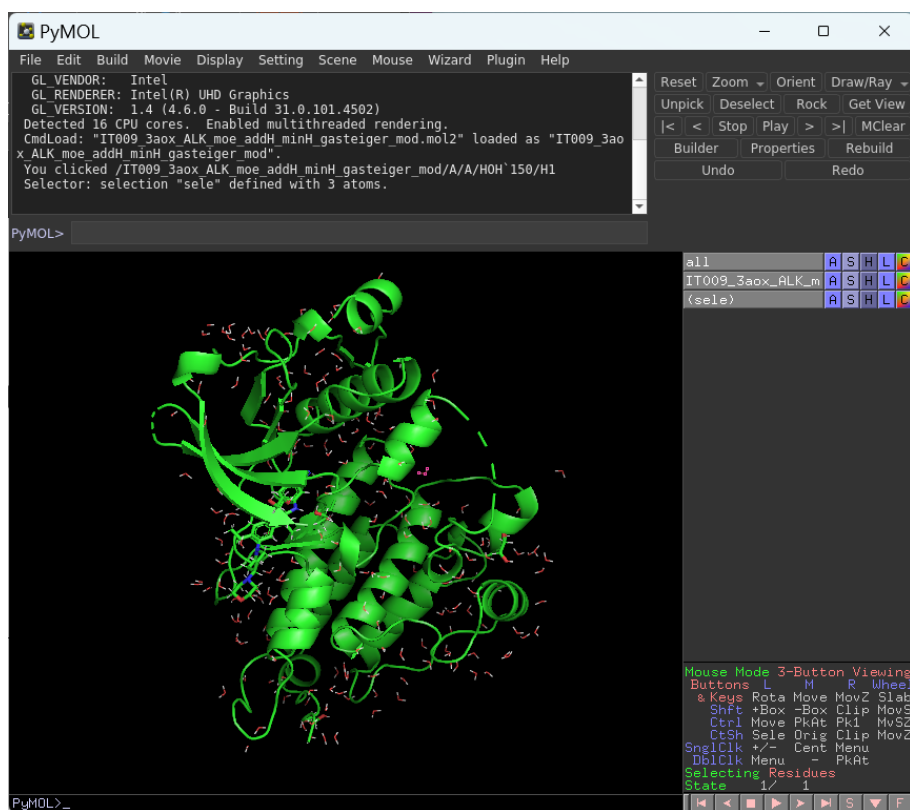 PyMOL
File Edit Build Movie Display Setting Scene Mouse Wizard Plugin Help
GL_VENDOR: Intel
GL_RENDERER: Intel(R) UHD Graphics
GL_VERSION: 1.4 (4.6.0 - Build 31.0.101.4502)
Detected 16 CPU cores. Enabled multithreaded rendering.
CmdLoad: "IT009_3aox_ALK_moe_addH_minH_gasteiger_mod.mol2" loaded as "IT009_3ao
x_ALK_moe_addH_minH_gasteiger_mod".
You clicked /IT009_3aox_ALK_moe_addH_minH_gasteiger_mod/A/A/HOH`150/H1
Selector: selection "sele" defined with 3 atoms.
PyMOL>
Reset Zoom Orient Draw/Ray
Unpick Deselect Rock Get View
|< < Stop Play > >| MClear
Builder Properties Rebuild
Undo Redo
all A S H L C
IT009_3aox_ALK_m A S H L C
(sele) A S H L C
Mouse Mode 3-Button Viewing
Buttons L M R Wheel
& Keys Rota Move MovZ Slab
Shft +Box -Box Clip MovS
Ctrl Move PkAt Pk1 MvSZ
CtSh Sele Orig Clip MovZ
SnglClk +/- Cent Menu
DblClk Menu - PkAt
Selecting Residues
State 1/ 1
PyMOL>_
S F